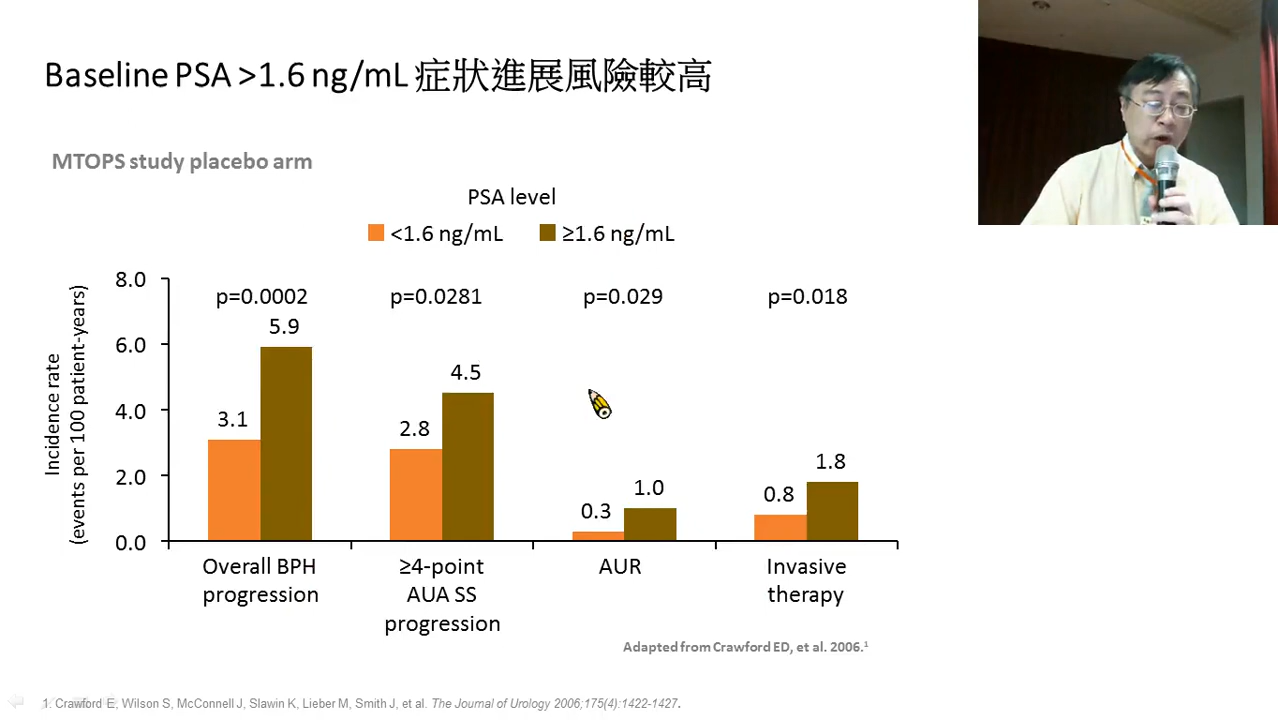 Baseline PSA >1.6 ng/mL 症狀進展風險較高
MTOPS study placebo arm
PSA level
<1.6 ng/mL
≥1.6 ng/mL
Incidence rate
(events per 100 patient-years)
8.0
6.0
4.0
2.0
0.0
p=0.0002
p=0.0281
p=0.029
p=0.018
3.1
5.9
2.8
4.5
0.3
1.0
0.8
1.8
Overall BPH
progression
≥4-point
AUA SS
progression
AUR
Invasive
therapy
Adapted from Crawford ED, et al. 2006.¹
1. Crawford E, Wilson S, McConnell J, Slawin K, Lieber M, Smith J, et al. The Journal of Urology 2006;175(4):1422-1427.